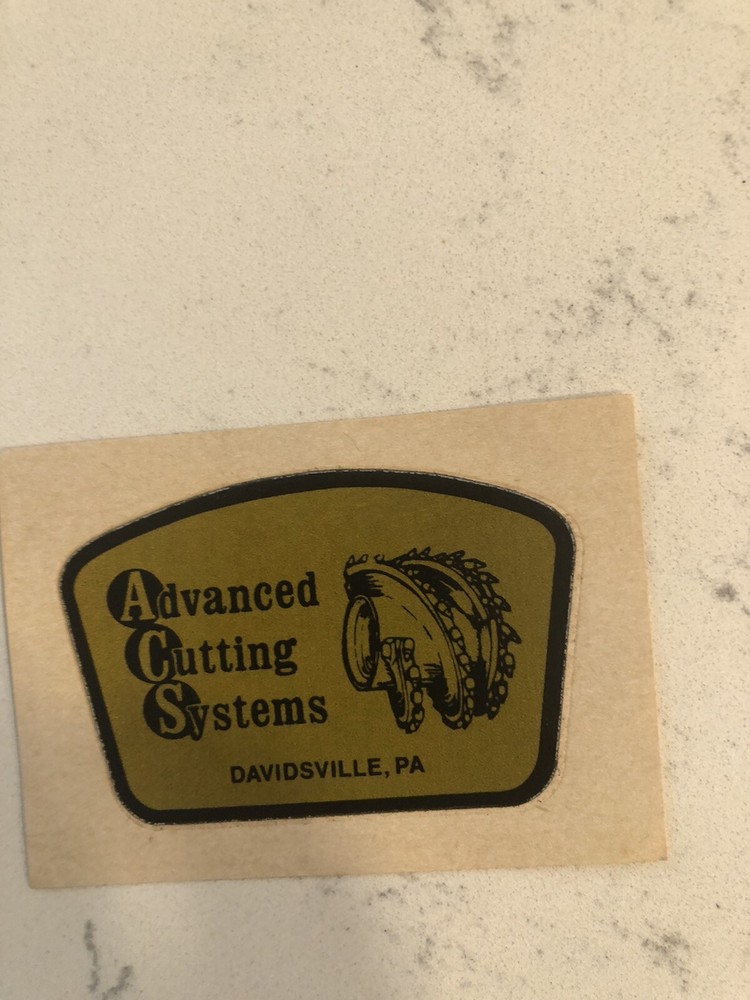 Advanced
Cutting
Systems
DAVIDSVILLE, PA